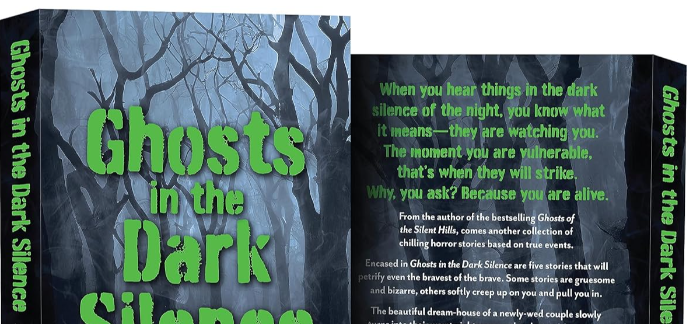 Ghosts in the Dark Silence
Ghosts
in the
Dark
Silence
When you hear things in the dark
silence of the night, you know what
it means—they are watching you.
The moment you are vulnerable,
that's when they will strike.
Why, you ask? Because you are alive.
From the author of the bestselling Ghosts of
the Silent Hills, comes another collection of
chilling horror stories based on true events.
Encased in Ghosts in the Dark Silence are five stories that will
petrify even the bravest of the brave. Some stories are gruesome
and bizarre, others softly creep up on you and pull you in.
The beautiful dream-house of a newly-wed couple slowly
Ghosts in the Dark Sile